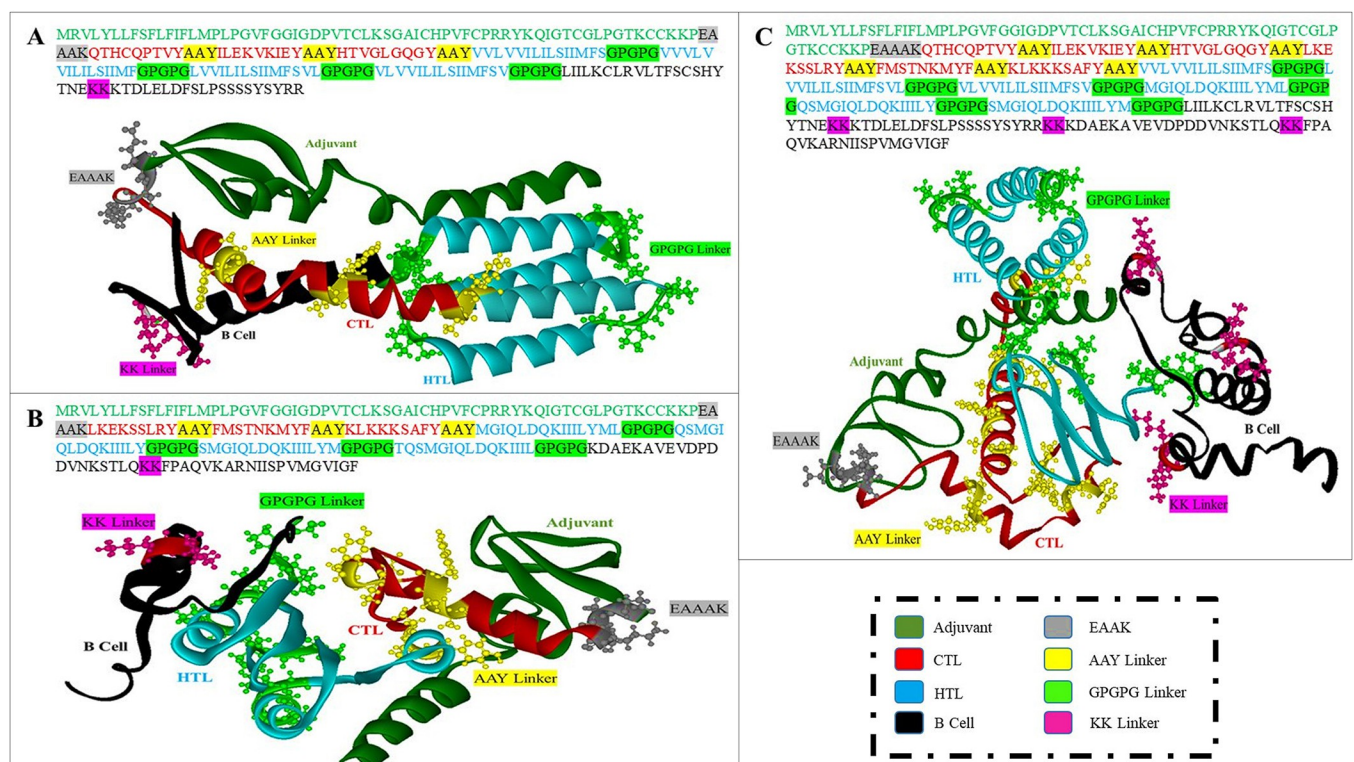 A
MRVLYLLFSFLFIFLMPLPGVFGGIGDPVTCLKSGAICHPVFCPRRYKQIGTCGLPGTKCCKKPEA
AAKQTHCQPTVYAAYILEKVKIEYAAYHTVGLGQGYAAYVVLVVILILSIIMFSGPGPGVVVLV
VILILSIIMFGPGPGLVVILILSIIMFSVLGPGPGVLVVILILSIIMFSVGPGPGLIILKCLRVLTFSCSHY
TNEKKKTDLELDFSLPSSSSYSYRR
Adjuvant
EAAAK
AAY Linker
GPGPG Linker
CTL
B Cell
KK Linker
HTL
B
MRVLYLLFSFLFIFLMPLPGVFGGIGDPVTCLKSGAICHPVFCPRRYKQIGTCGLPGTKCCKKPEA
AAKLKEKSSLRYAAYFMSTNKMYFAAYKLKKKSAFYAAYMGIQLDQKIIILYMLGPGPGQSMGI
QLDQKIIILYGPGPGSMGIQLDQKIIILYMGPGPGTQSMGIQLDQKIIILGPGPGKDAEKAVEVDPD
DVNKSTLQKKFPAQVKARNIISPVMGVIGF
GPGPG Linker
KK Linker
Adjuvant
EAAAK
CTL
B Cell
HTL
AAY Linker
C
MRVLYLLFSFLFIFLMPLPGVFGGIGDPVTCLKSGAICHPVFCPRRYKQIGTCGLP
GTKCCKKPEAAAKQTHCQPTVYAAYILEKVKIEYAAYHTVGLGQGYAAYLKE
KSSLRYAAYFMSTNKMYFAAYKLKKKSAFYAAYVVLVVILILSIIMFSGPGPGL
VVILILSIIMFSVLGPGPGVLVVILILSIIMFSVGPGPGMGIQLDQKIIILYMLGPGP
GQSMGIQLDQKIIILYGPGPGSMGIQLDQKIIILYMGPGPGLIILKCLRVLTFSCSH
YTNEKKKTDLELDFSLPSSSSYSYRRKKKDAEKAVEVDPDDVNKSTLQKKFPA
QVKARNIISPVMGVIGF
GPGPG Linker
HTL
Adjuvant
EAAAK
B Cell
KK Linker
AAY Linker
CTL
Adjuvant
EAAK
CTL
AAY Linker
HTL
GPGPG Linker
B Cell
KK Linker